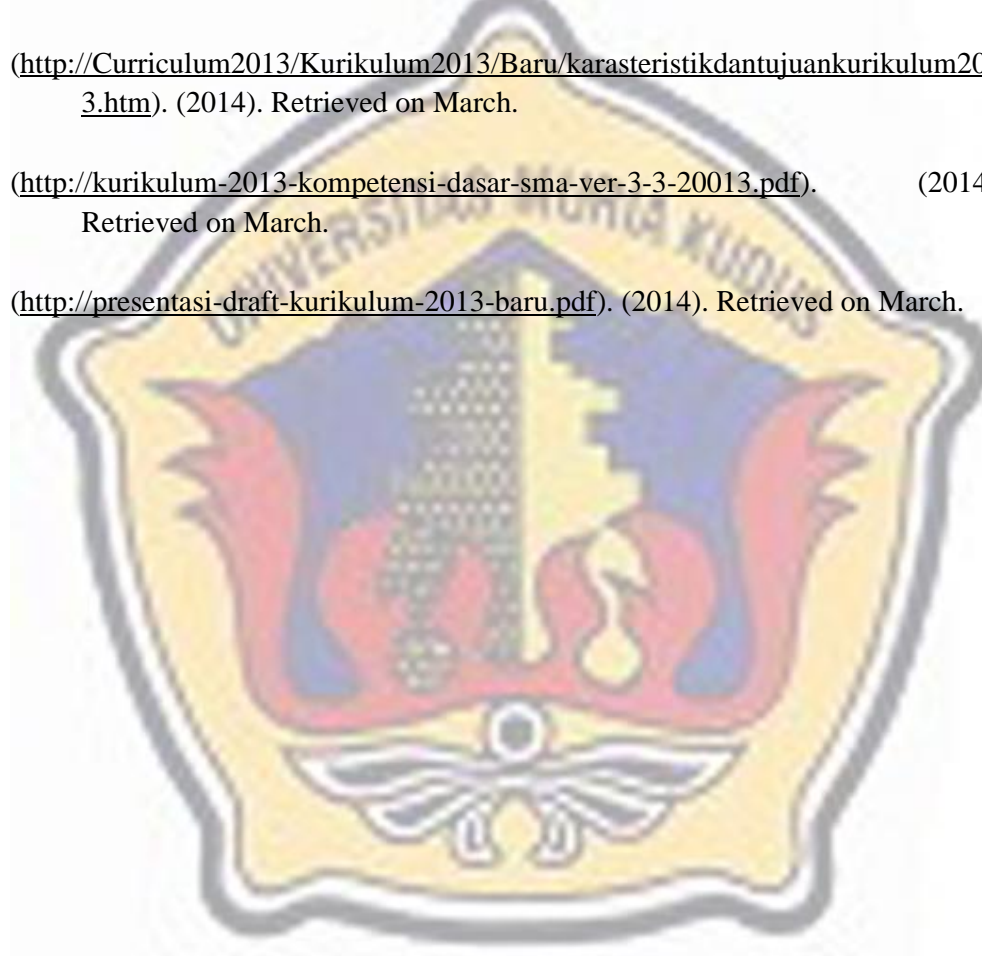 (http://Curriculum2013/Kurikulum2013/Baru/karasteristikdantujuankurikulum20
3.htm). (2014). Retrieved on March.
(http://kurikulum-2013-kompetensi-dasar-sma-ver-3-3-20013.pdf). (2014
Retrieved on March.
UNIVERSITAS MURIA KUDUS
(http://presentasi-draft-kurikulum-2013-baru.pdf). (2014). Retrieved on March.